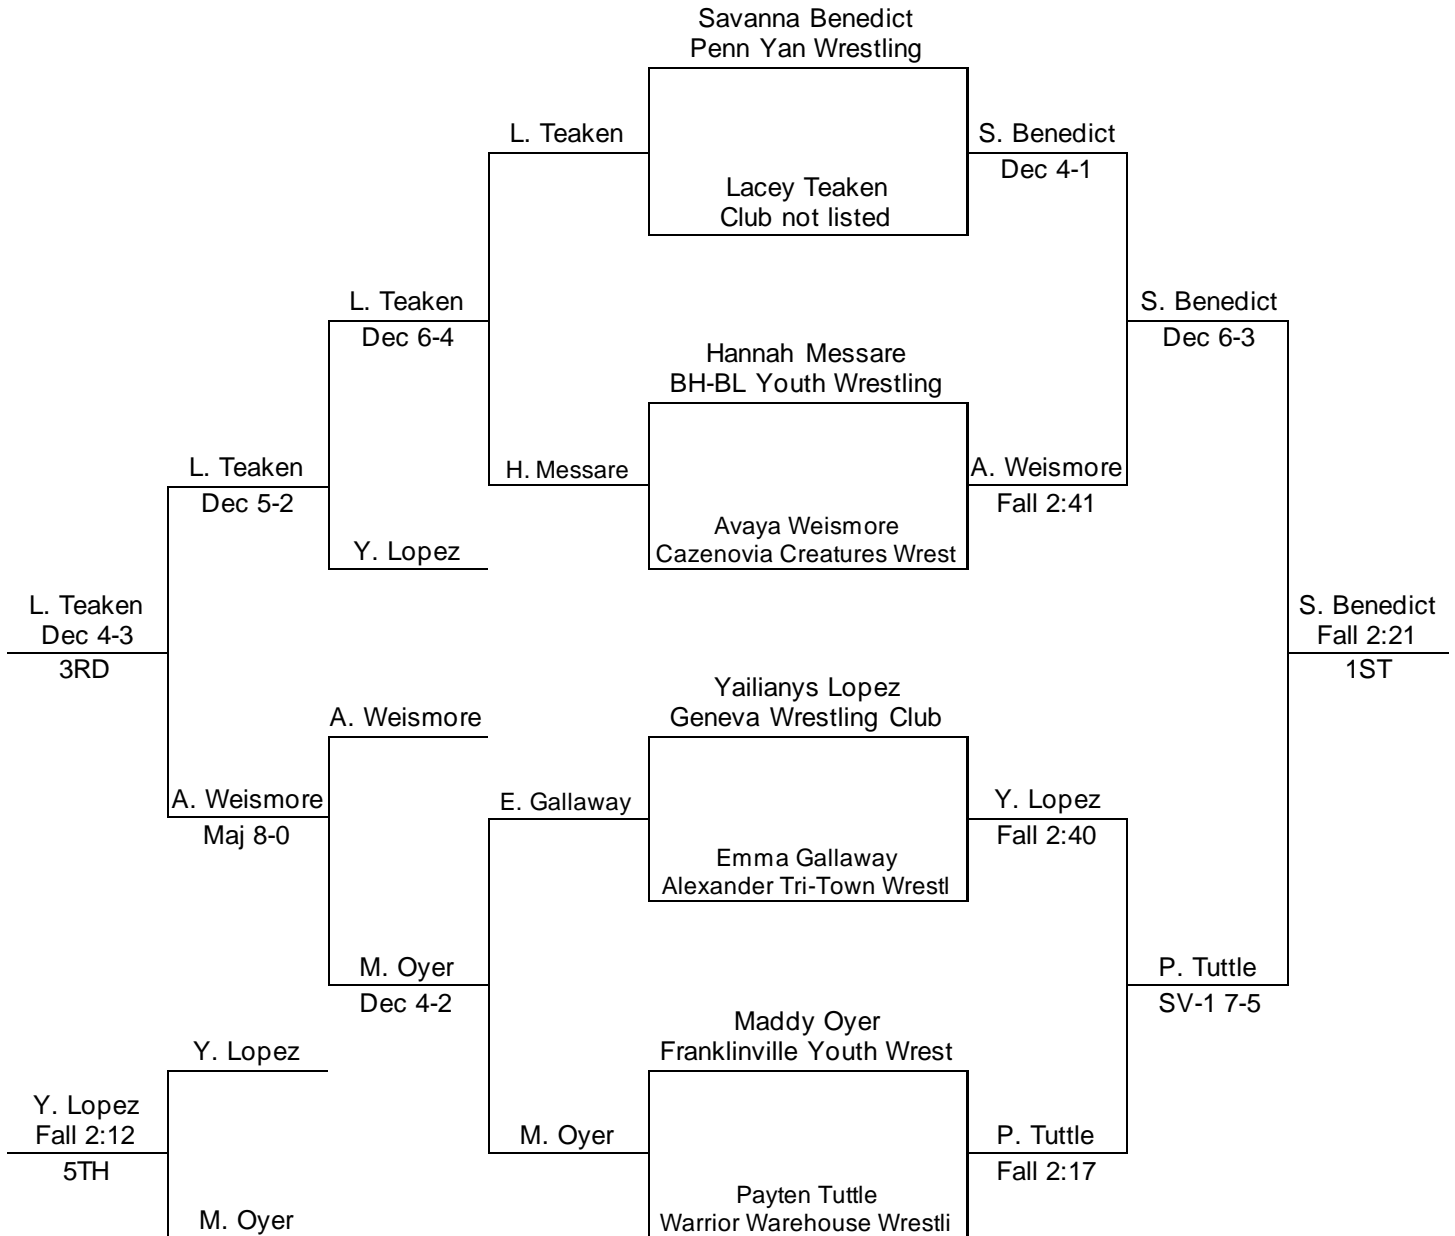 Savanna Benedict
Penn Yan Wrestling
L. Teaken
S. Benedict
Dec 4-1
Lacey Teaken
Club not listed
L. Teaken
Dec 6-4
S. Benedict
Dec 6-3
Hannah Messare
BH-BL Youth Wrestling
L. Teaken
Dec 5-2
H. Messare
A. Weismore
Fall 2:41
Avaya Weismore
Cazenovia Creatures Wrest
Y. Lopez
L. Teaken
Dec 4-3
3RD
S. Benedict
Fall 2:21
1ST
Yailianys Lopez
Geneva Wrestling Club
A. Weismore
A. Weismore
Maj 8-0
E. Gallaway
Y. Lopez
Fall 2:40
Emma Gallaway
Alexander Tri-Town Wrestl
M. Oyer
Dec 4-2
P. Tuttle
SV-1 7-5
Maddy Oyer
Franklinville Youth Wrest
Y. Lopez
Y. Lopez
Fall 2:12
5TH
M. Oyer
P. Tuttle
Fall 2:17
Payten Tuttle
Warrior Warehouse Wrestli
M. Oyer